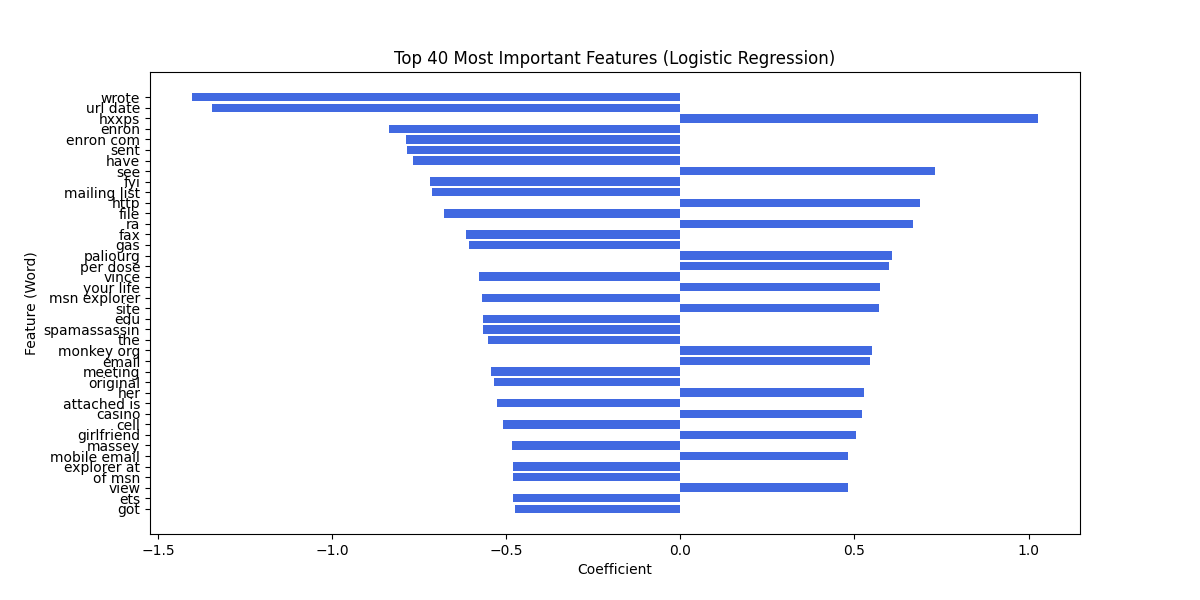 Top 40 Most Important Features (Logistic Regression)
Feature (Word)
wrote
url date
hxxps
enron
enron com
sent
have
see
fyi
mailing list
http
file
ra
fax
gas
paliourg
per dose
vince
your life
msn explorer
site
edu
spamassassin
the
monkey org
email
meeting
original
her
attached is
casino
cell
girlfriend
massey
mobile email
explorer at
of msn
view
ets
got
−1.5 −1.0 −0.5 0.0 0.5 1.0
Coefficient